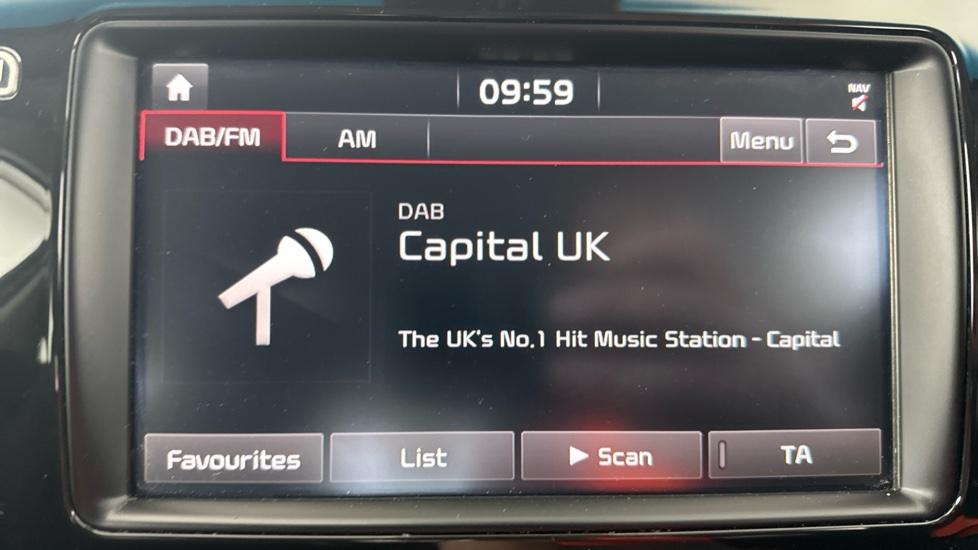 09:59
NAV
DAB/FM
AM
Menu
DAB
Capital UK
The UK's No.1 Hit Music Station - Capital
Favourites
List
Scan
TA